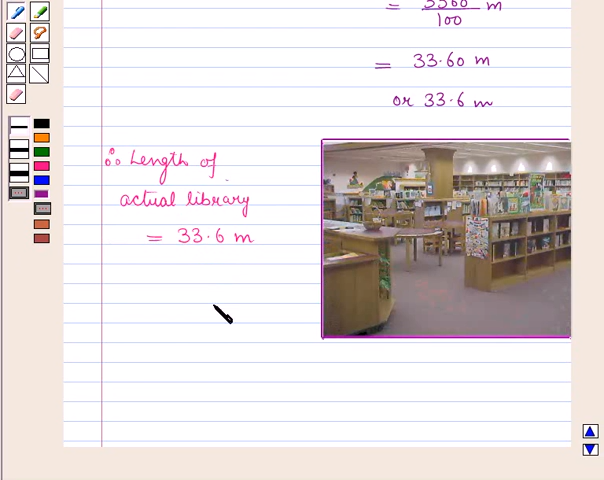 = 3360/100 m
= 33.60 m
or 33.6 m
∴ Length of
actual library
= 33.6 m